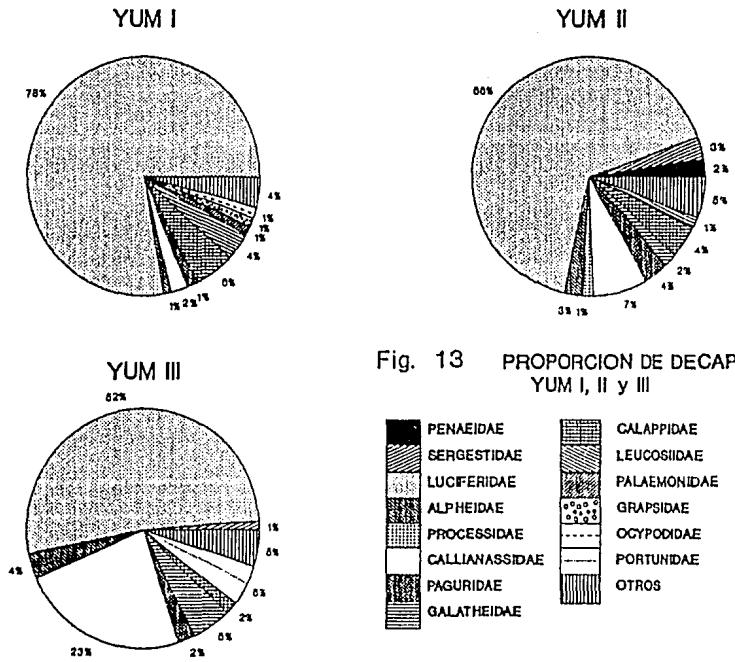 YUM I
78%
4%
1%
1%
1%
4%
6%
1%
2%
1%
YUM II
66%
3%
2%
5%
1%
4%
2%
4%
7%
1%
3%
YUM III
52%
1%
5%
5%
2%
5%
2%
23%
4%
Fig. 13 PROPORCION DE DECAP
YUM I, II y III
PENAEIDAE
SERGESTIDAE
LUCIFERIDAE
ALPHEIDAE
PROCESSIDAE
CALLIANASSIDAE
PAGURIDAE
GALATHEIDAE
CALAPPIDAE
LEUCOSIIDAE
PALAEMONIDAE
GRAPSIDAE
OCYPODIDAE
PORTUNIDAE
OTROS